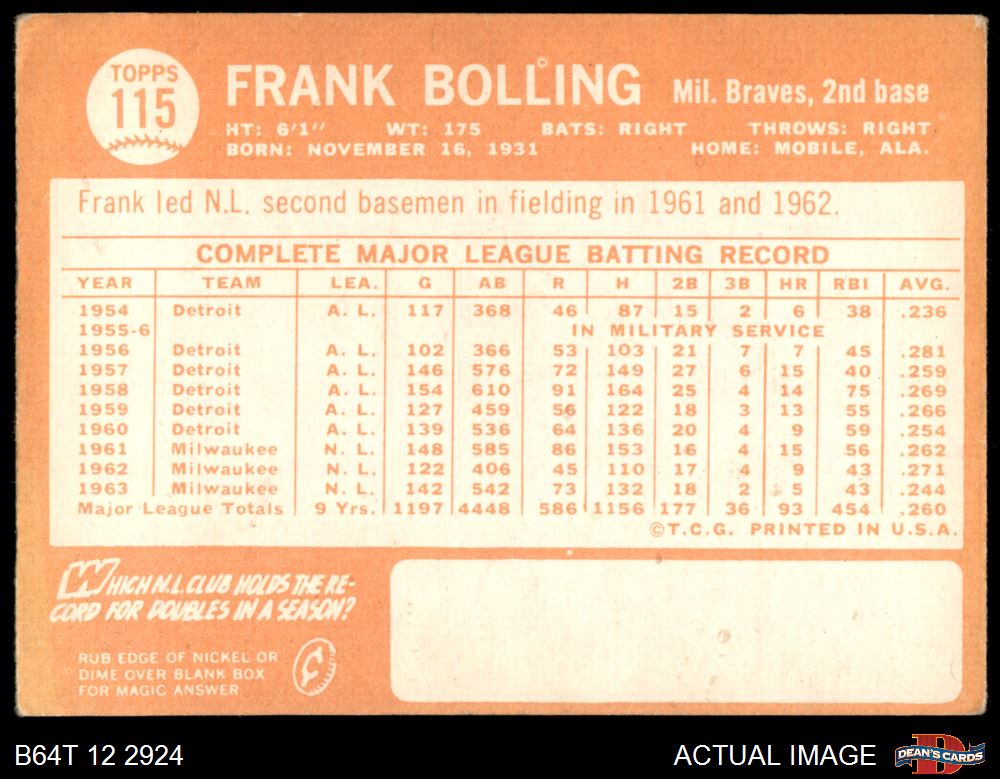 TOPPS
115
FRANK BOLLING Mil. Braves, 2nd base
HT: 6'1" WT: 175 BATS: RIGHT THROWS: RIGHT
BORN: NOVEMBER 16, 1931 HOME: MOBILE, ALA.
Frank led N.L. second basemen in fielding in 1961 and 1962.
COMPLETE MAJOR LEAGUE BATTING RECORD
YEAR TEAM LEA. G AB R H 2B 3B HR RBI AVG.
1954 Detroit A. L. 117 368 46 87 15 2 6 38 .236
1955-6 IN MILITARY SERVICE
1956 Detroit A. L. 102 366 53 103 21 7 7 45 .281
1957 Detroit A. L. 146 576 72 149 27 6 15 40 .259
1958 Detroit A. L. 154 610 91 164 25 4 14 75 .269
1959 Detroit A. L. 127 459 56 122 18 3 13 55 .266
1960 Detroit A. L. 139 536 64 136 20 4 9 59 .254
1961 Milwaukee N. L. 148 585 86 153 16 4 15 56 .262
1962 Milwaukee N. L. 122 406 45 110 17 4 9 43 .271
1963 Milwaukee N. L. 142 542 73 132 18 2 5 43 .244
Major League Totals 9 Yrs. 1197 4448 586 1156 177 36 93 454 .260
©T.C.G. PRINTED IN U.S.A.
WHICH N.L. CLUB HOLDS THE RE-
CORD FOR DOUBLES IN A SEASON?
RUB EDGE OF NICKEL OR
DIME OVER BLANK BOX
FOR MAGIC ANSWER
B64T 12 2924 ACTUAL IMAGE DEAN'S CARDS